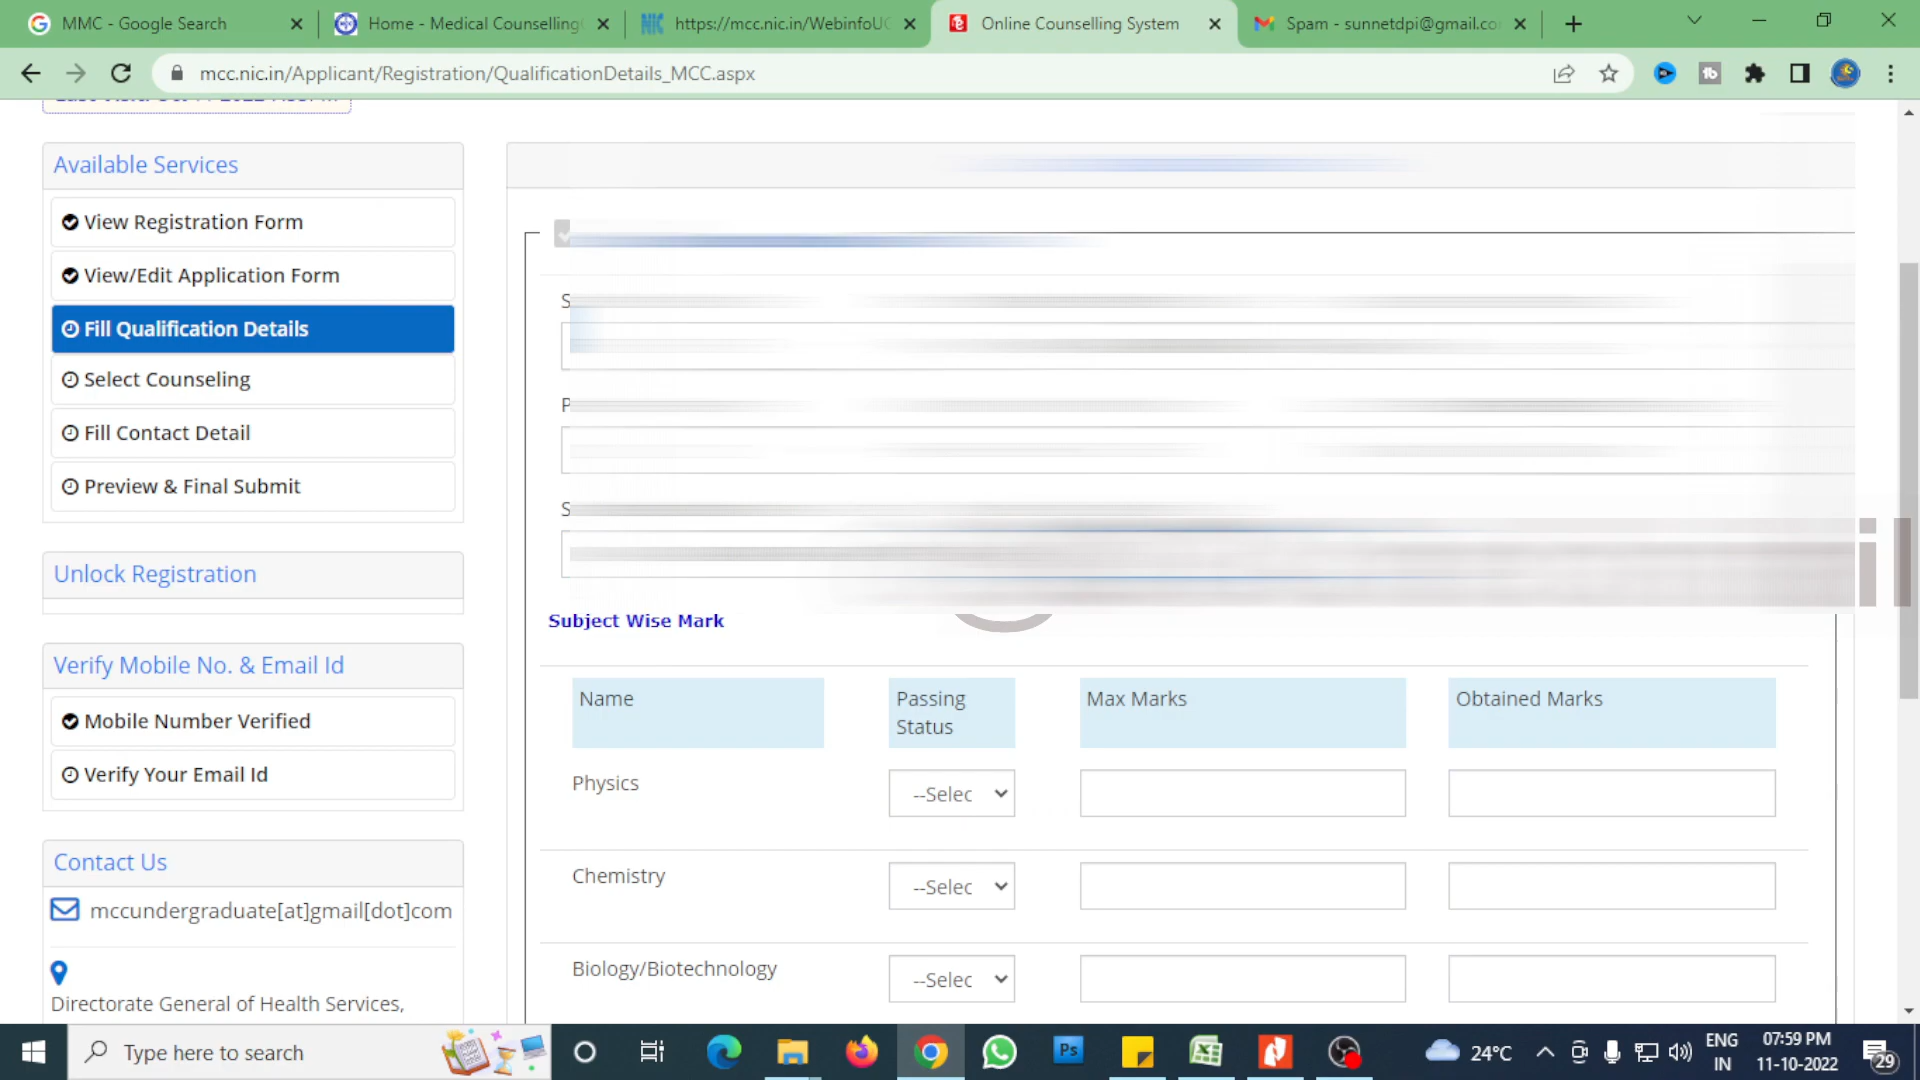 MMC - Google Search
Home - Medical Counselling
https://mcc.nic.in/WebinfoUG
Online Counselling System
Spam - sunnetdpi@gmail.co
mcc.nic.in/Applicant/Registration/QualificationDetails_MCC.aspx
Available Services
View Registration Form
View/Edit Application Form
Fill Qualification Details
Select Counseling
Fill Contact Detail
Preview & Final Submit
Unlock Registration
Verify Mobile No. & Email Id
Mobile Number Verified
Verify Your Email Id
Contact Us
mccundergraduate[at]gmail[dot]com
Directorate General of Health Services,
S
P
S
Subject Wise Mark
Name
Passing Status
Max Marks
Obtained Marks
Physics
--Selec
Chemistry
--Selec
Biology/Biotechnology
--Selec
Type here to search
Ps
24°C
ENG
IN
07:59 PM
11-10-2022
29